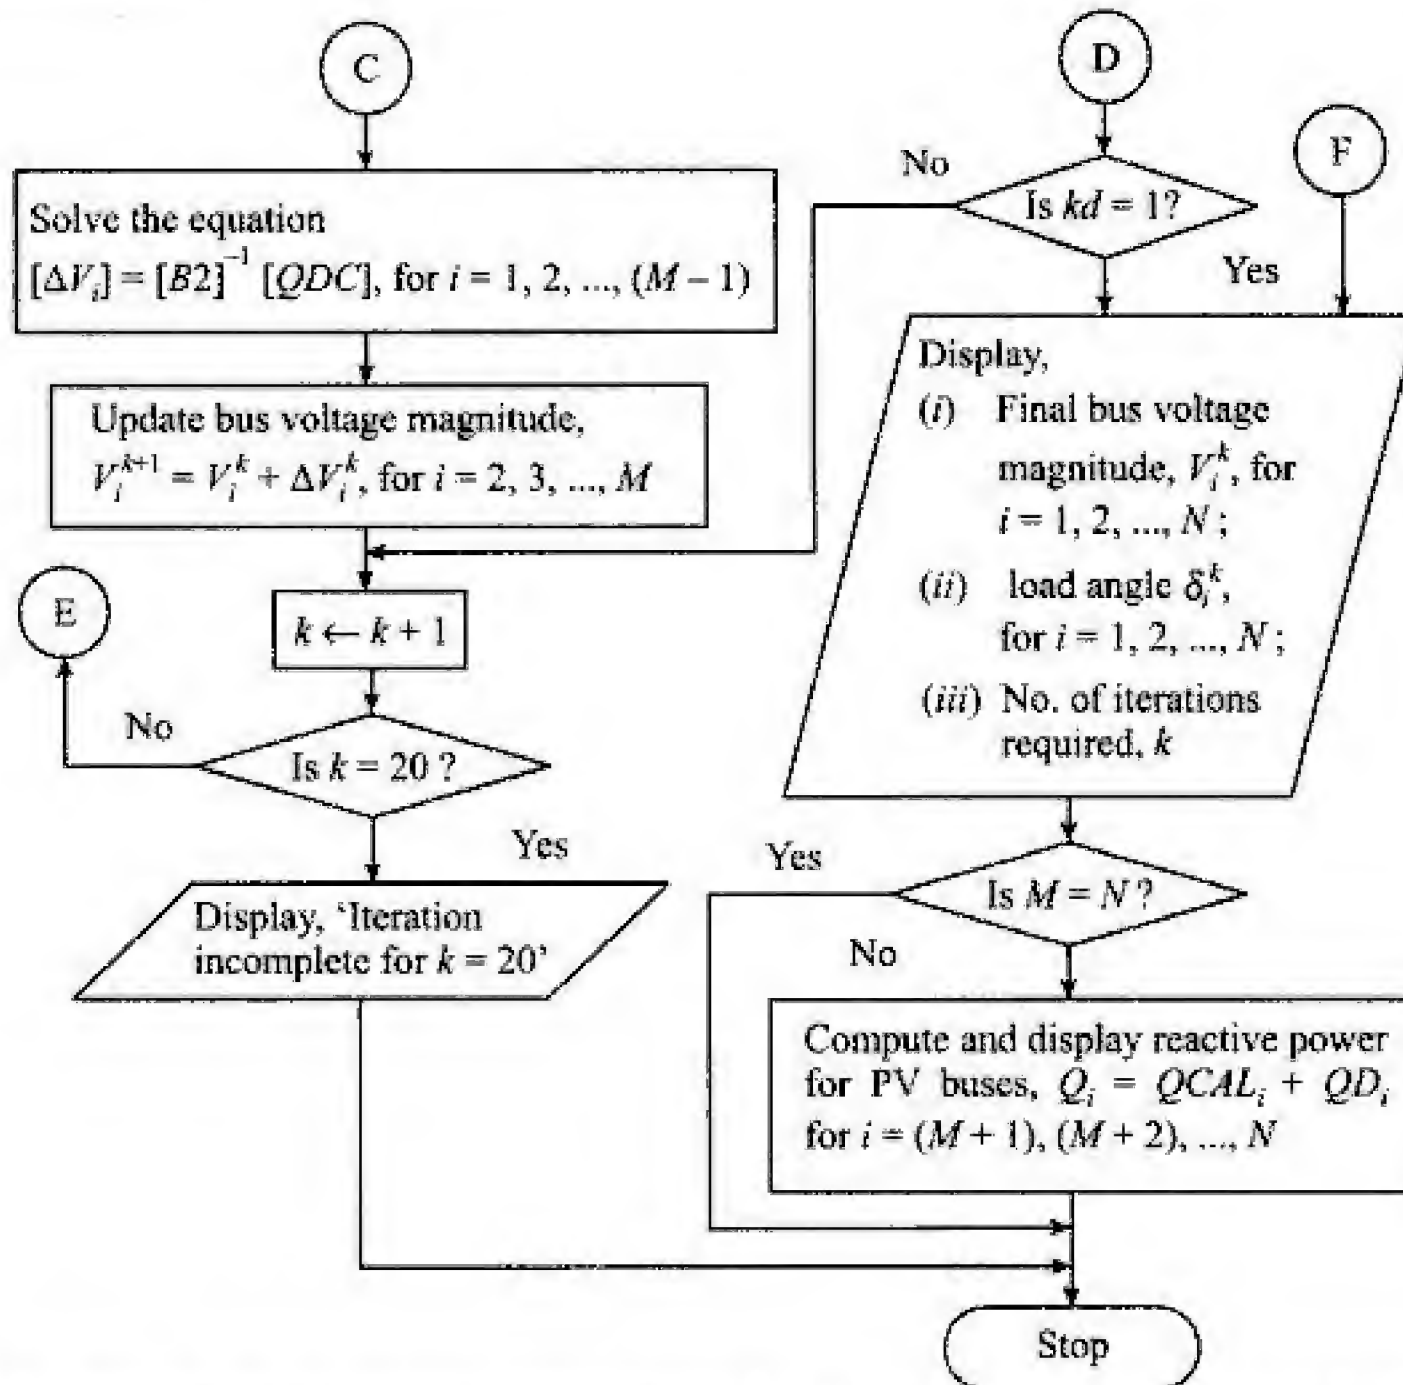 C
Solve the equation
[ΔV_i] = [B2]^{-1} [QDC], for i = 1, 2, ..., (M – 1)
Update bus voltage magnitude,
V_i^{k+1} = V_i^k + ΔV_i^k, for i = 2, 3, ..., M
E
k ← k + 1
No
Is k = 20 ?
Yes
Display, ‘Iteration
incomplete for k = 20’
D
F
No
Is kd = 1?
Yes
Display,
(i) Final bus voltage
magnitude, V_i^k, for
i = 1, 2, ..., N ;
(ii) load angle δ_i^k,
for i = 1, 2, ..., N ;
(iii) No. of iterations
required, k
Yes
Is M = N ?
No
Compute and display reactive power
for PV buses, Q_i = QCAL_i + QD_i
for i = (M + 1), (M + 2), ..., N
Stop